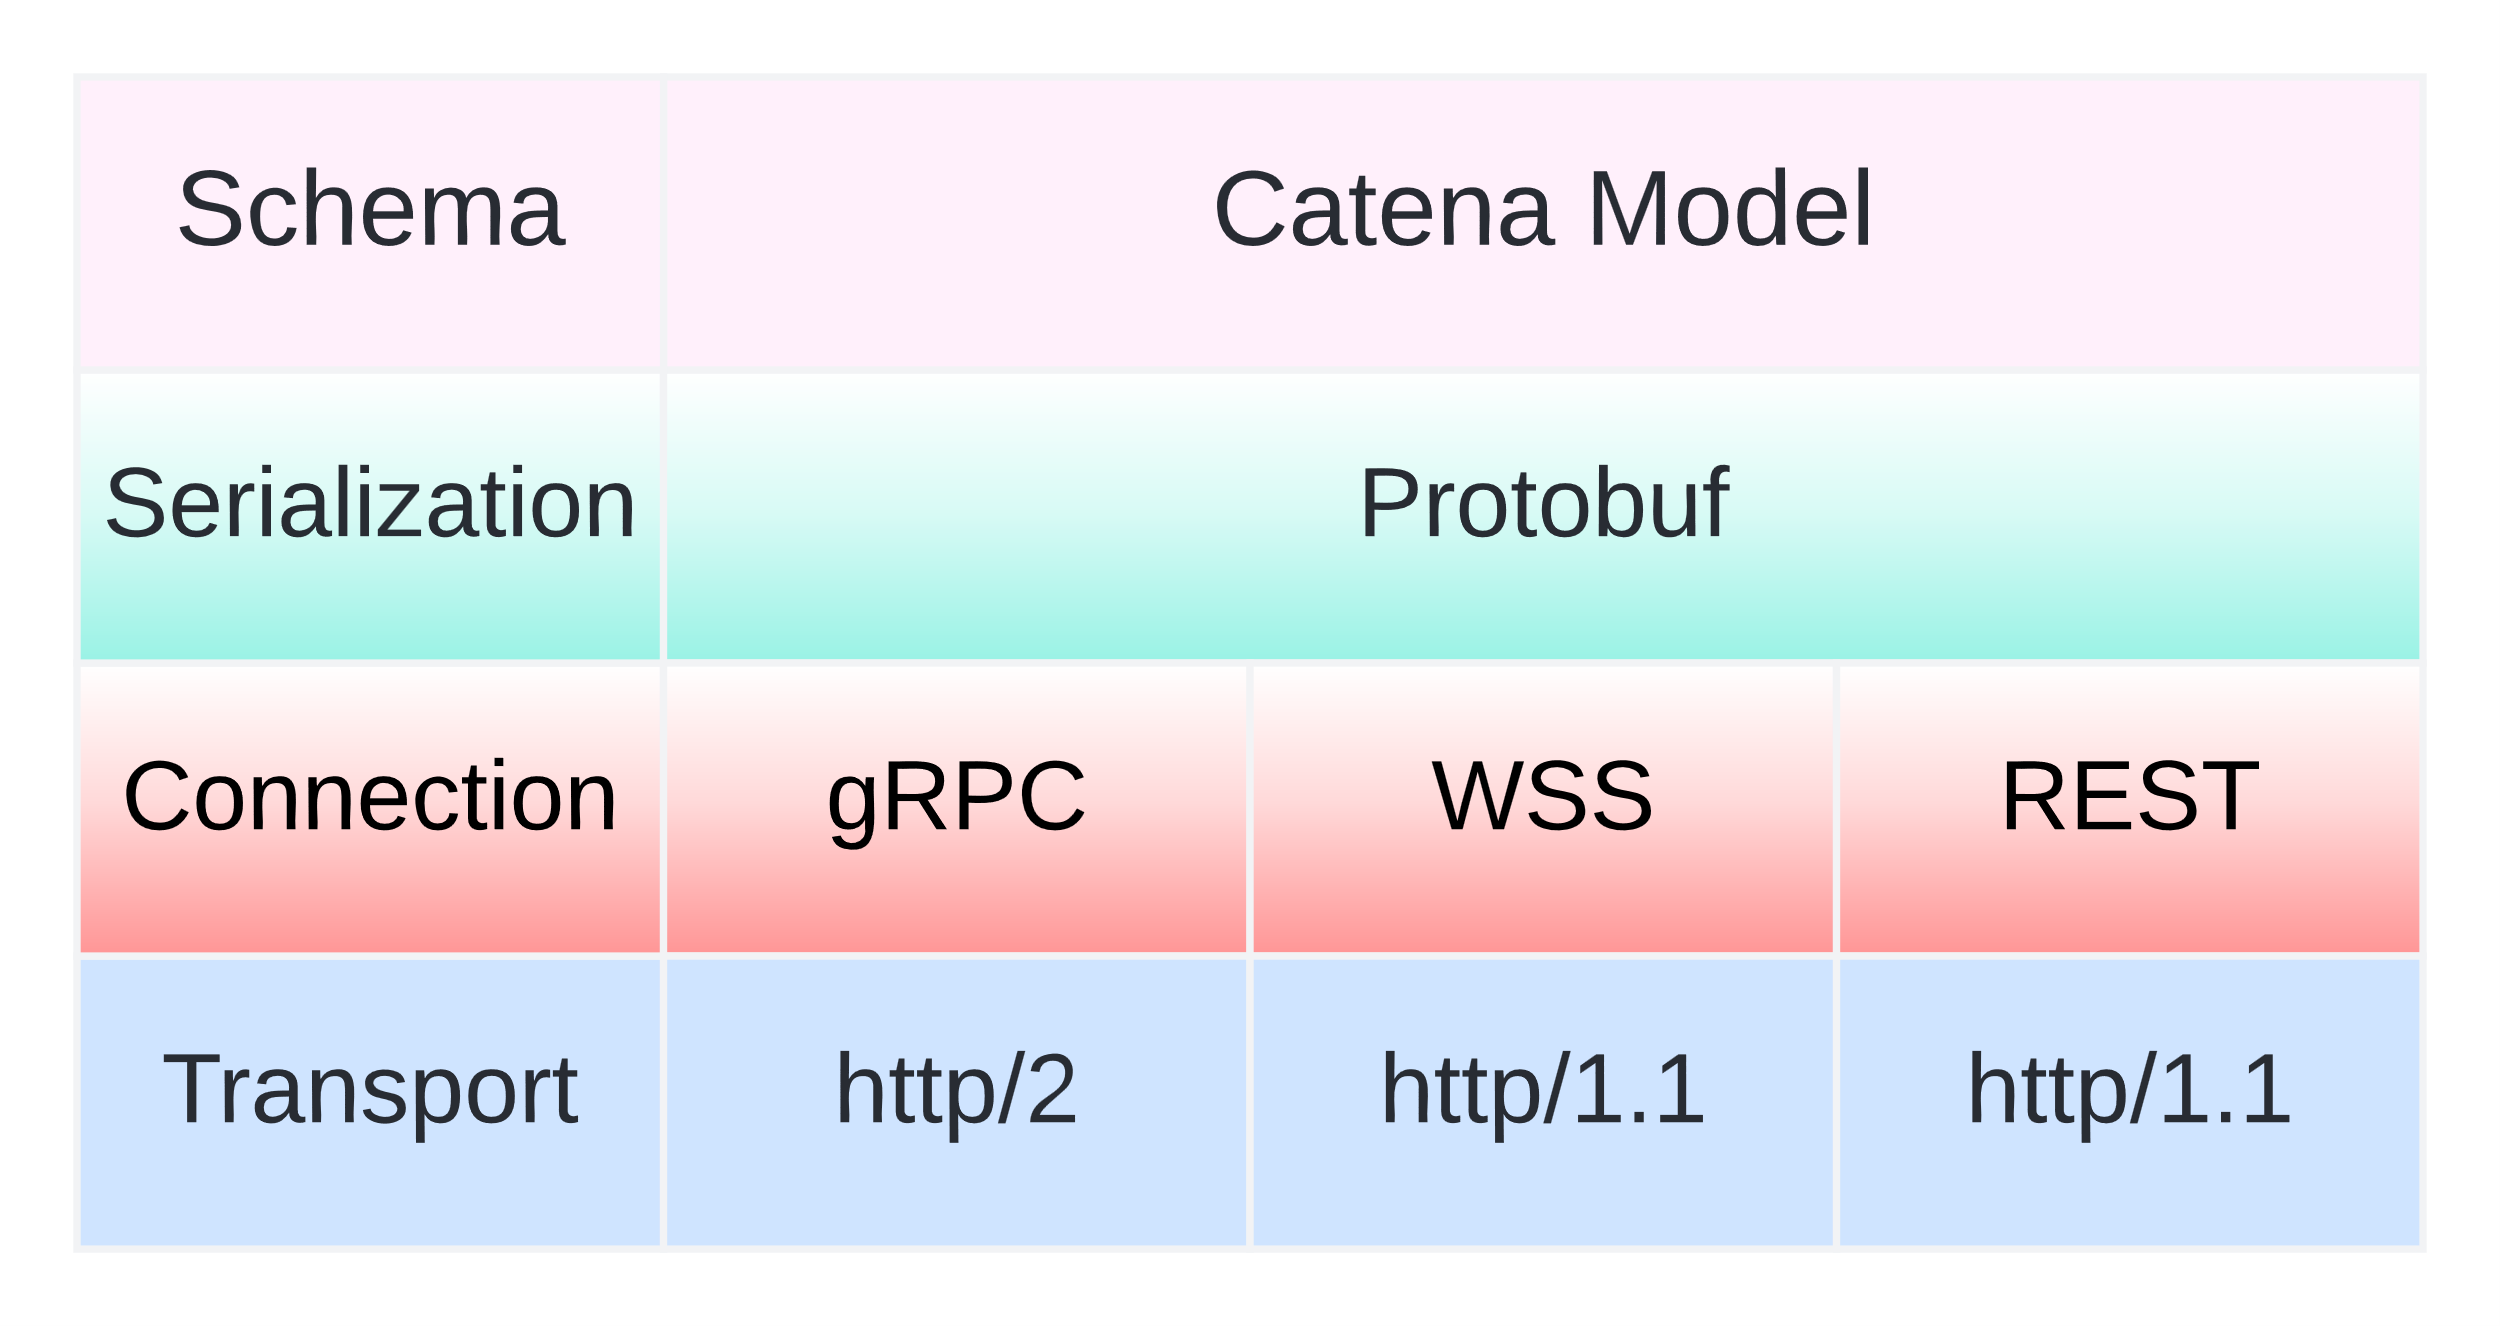 Schema Catena Model
Serialization Protobuf
Connection gRPC WSS REST
Transport http/2 http/1.1 http/1.1